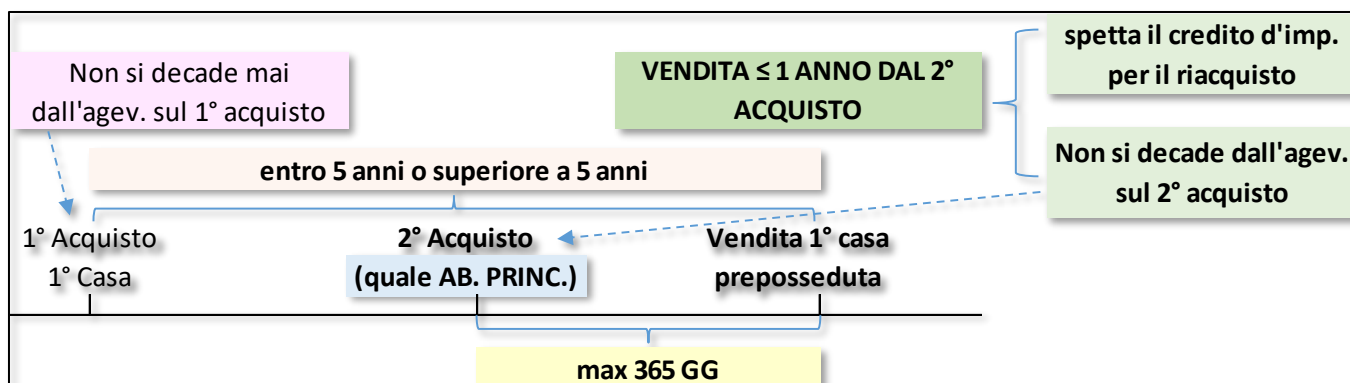 spetta il credito d'imp.
per il riacquisto
Non si decade mai
dall'agev. sul 1° acquisto
VENDITA ≤ 1 ANNO DAL 2°
ACQUISTO
Non si decade dall'agev.
sul 2° acquisto
entro 5 anni o superiore a 5 anni
1° Acquisto
1° Casa
2° Acquisto
(quale AB. PRINC.)
Vendita 1° casa
preposseduta
max 365 GG